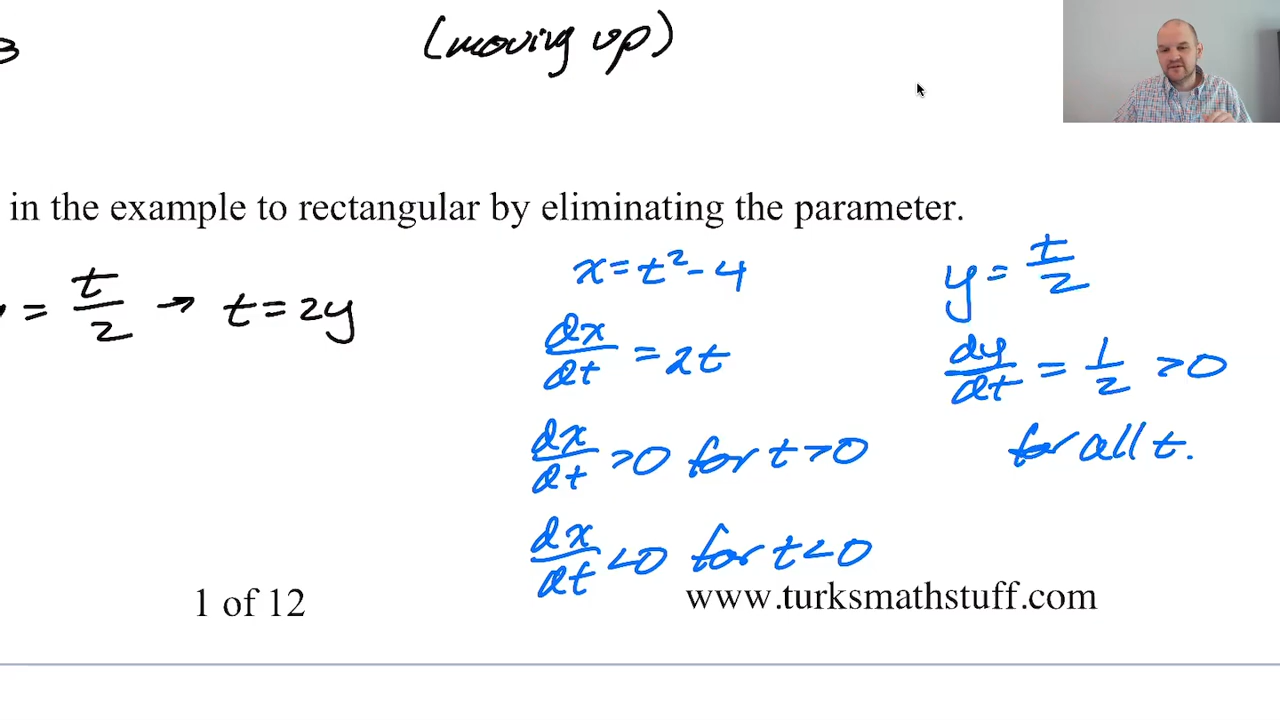 (moving up)
in the example to rectangular by eliminating the parameter.
= t/2 → t=2y
x=t²-4
dx/dt = 2t
dx/dt >0 for t>0
dx/dt <0 for t<0
y= t/2
dy/dt = 1/2 >0
for all t.
1 of 12
www.turksmathstuff.com